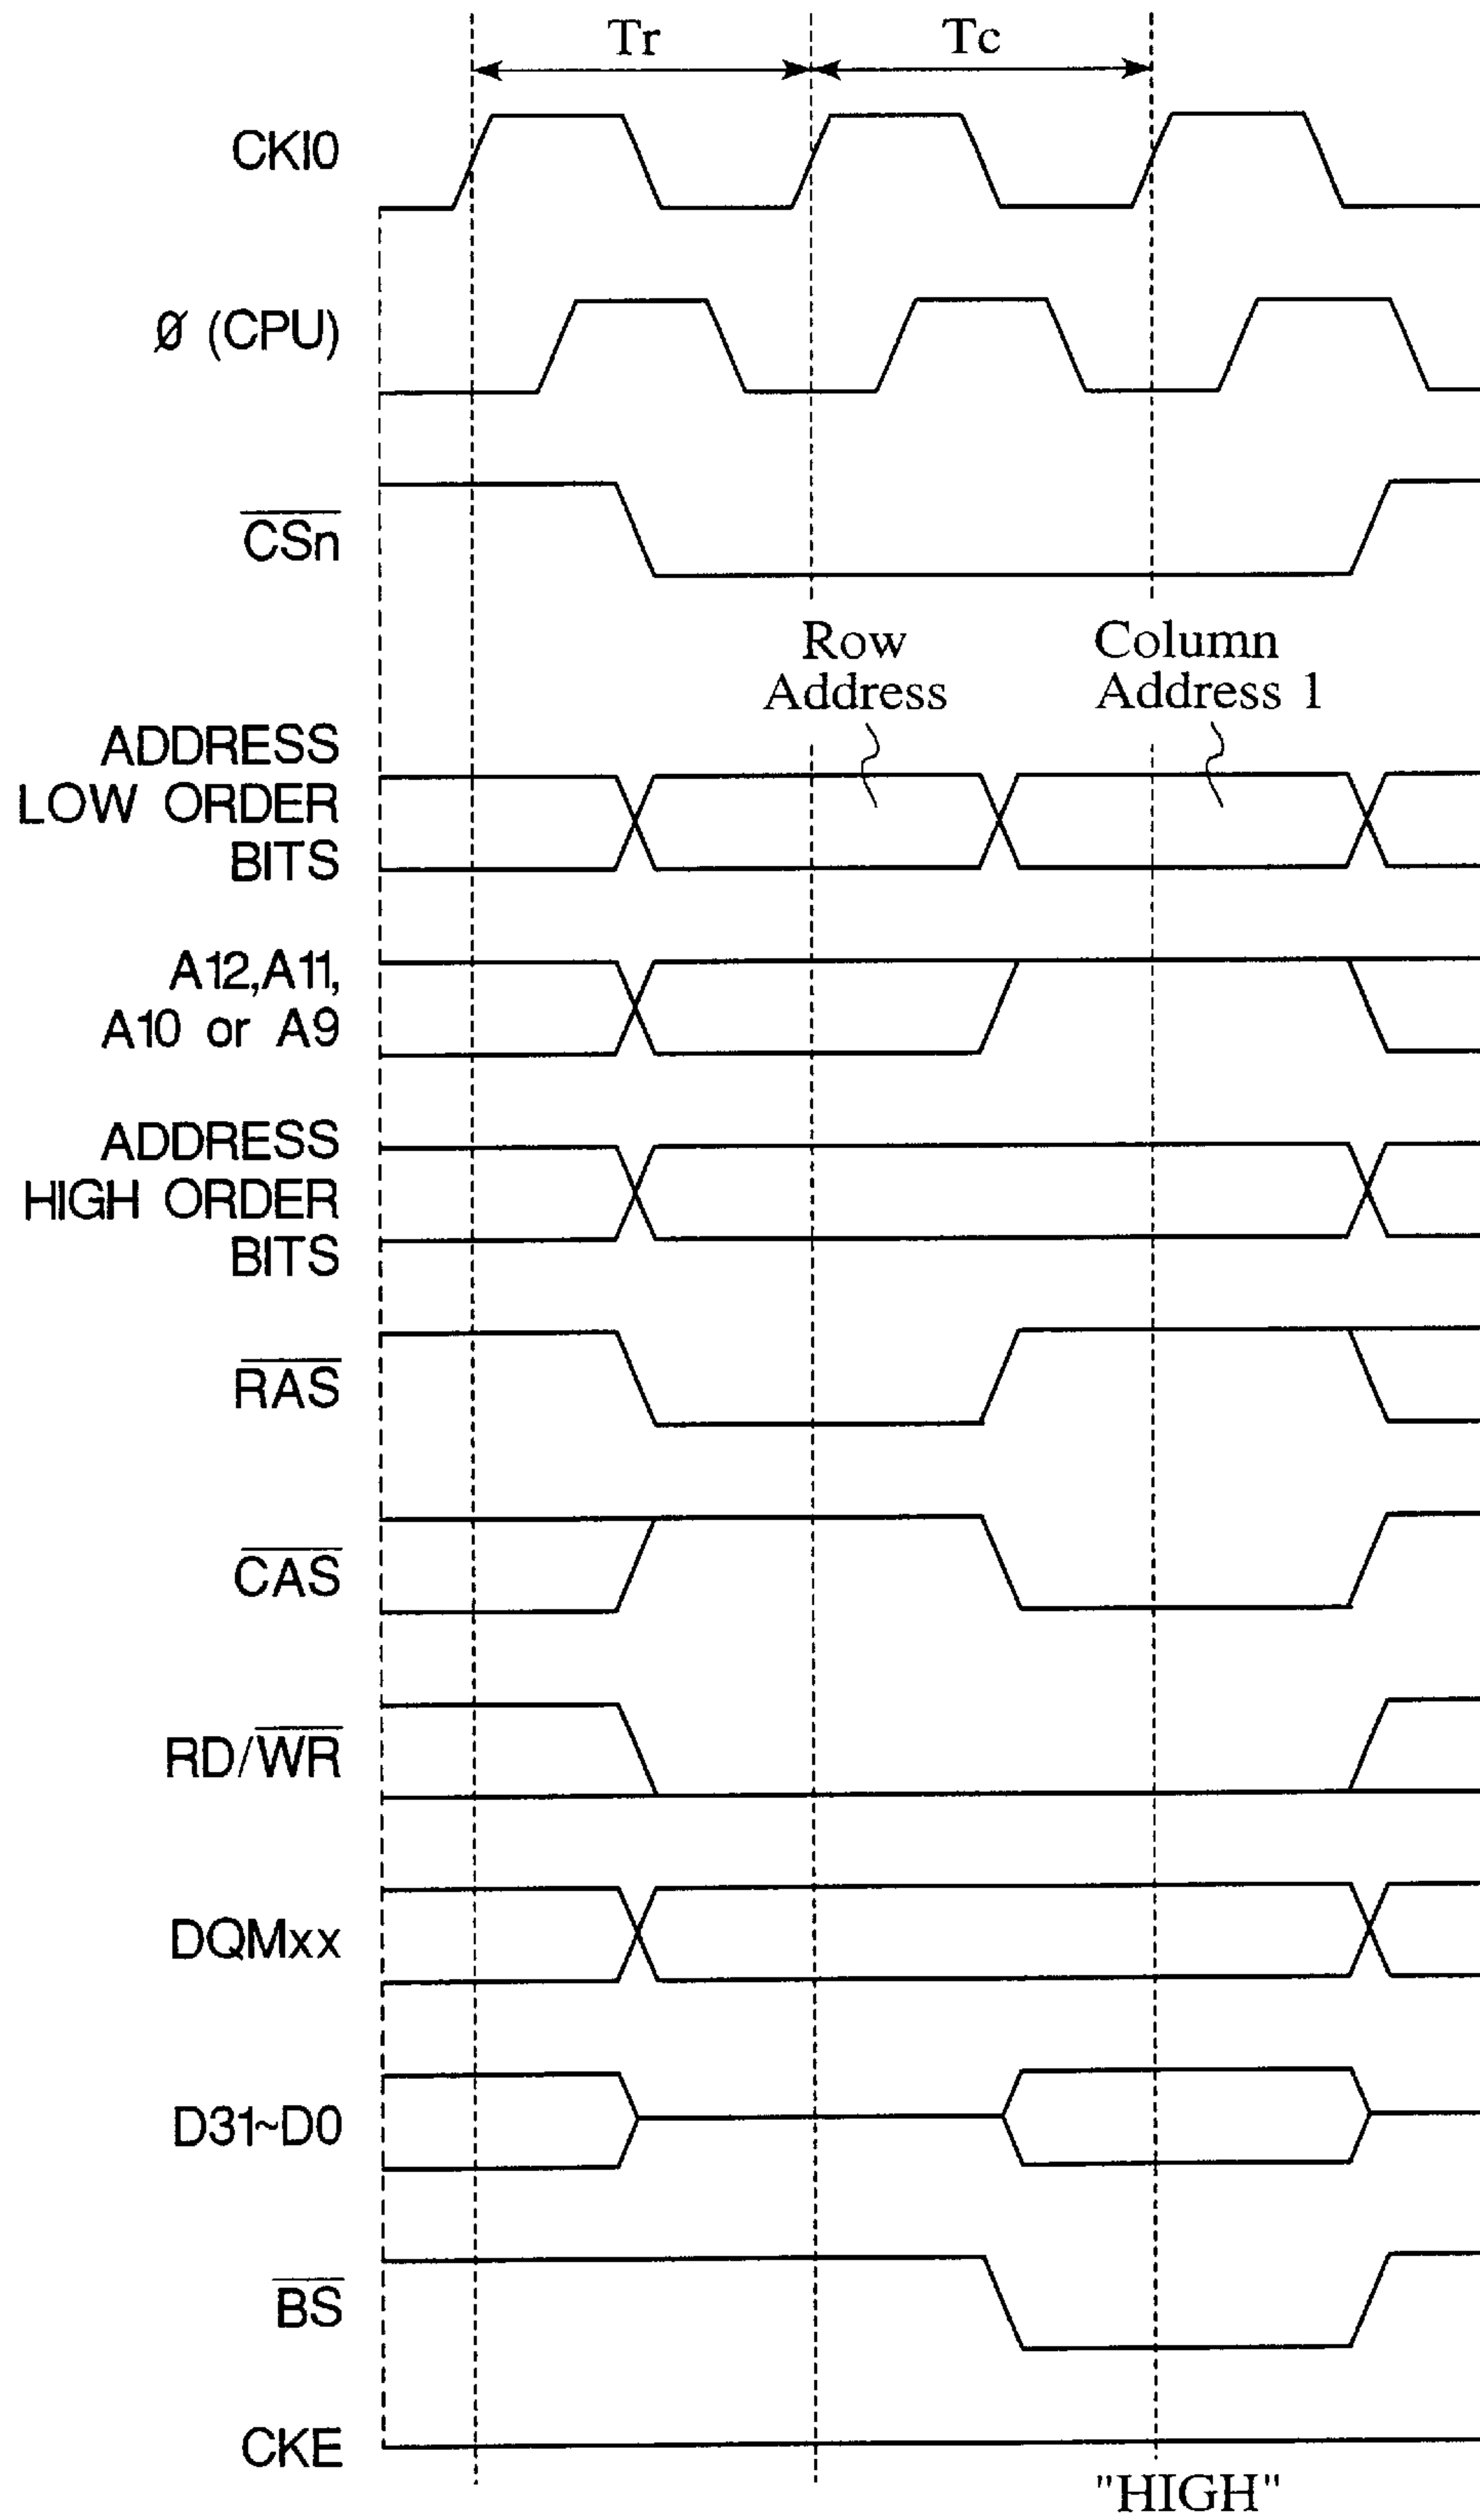 Tr Tc
CKIO
Ø (CPU)
CSn
Row
Address
Column
Address 1
ADDRESS
LOW ORDER
BITS
A12,A11,
A10 or A9
ADDRESS
HIGH ORDER
BITS
RAS
CAS
RD/WR
DQMxx
D31~D0
BS
CKE
"HIGH"